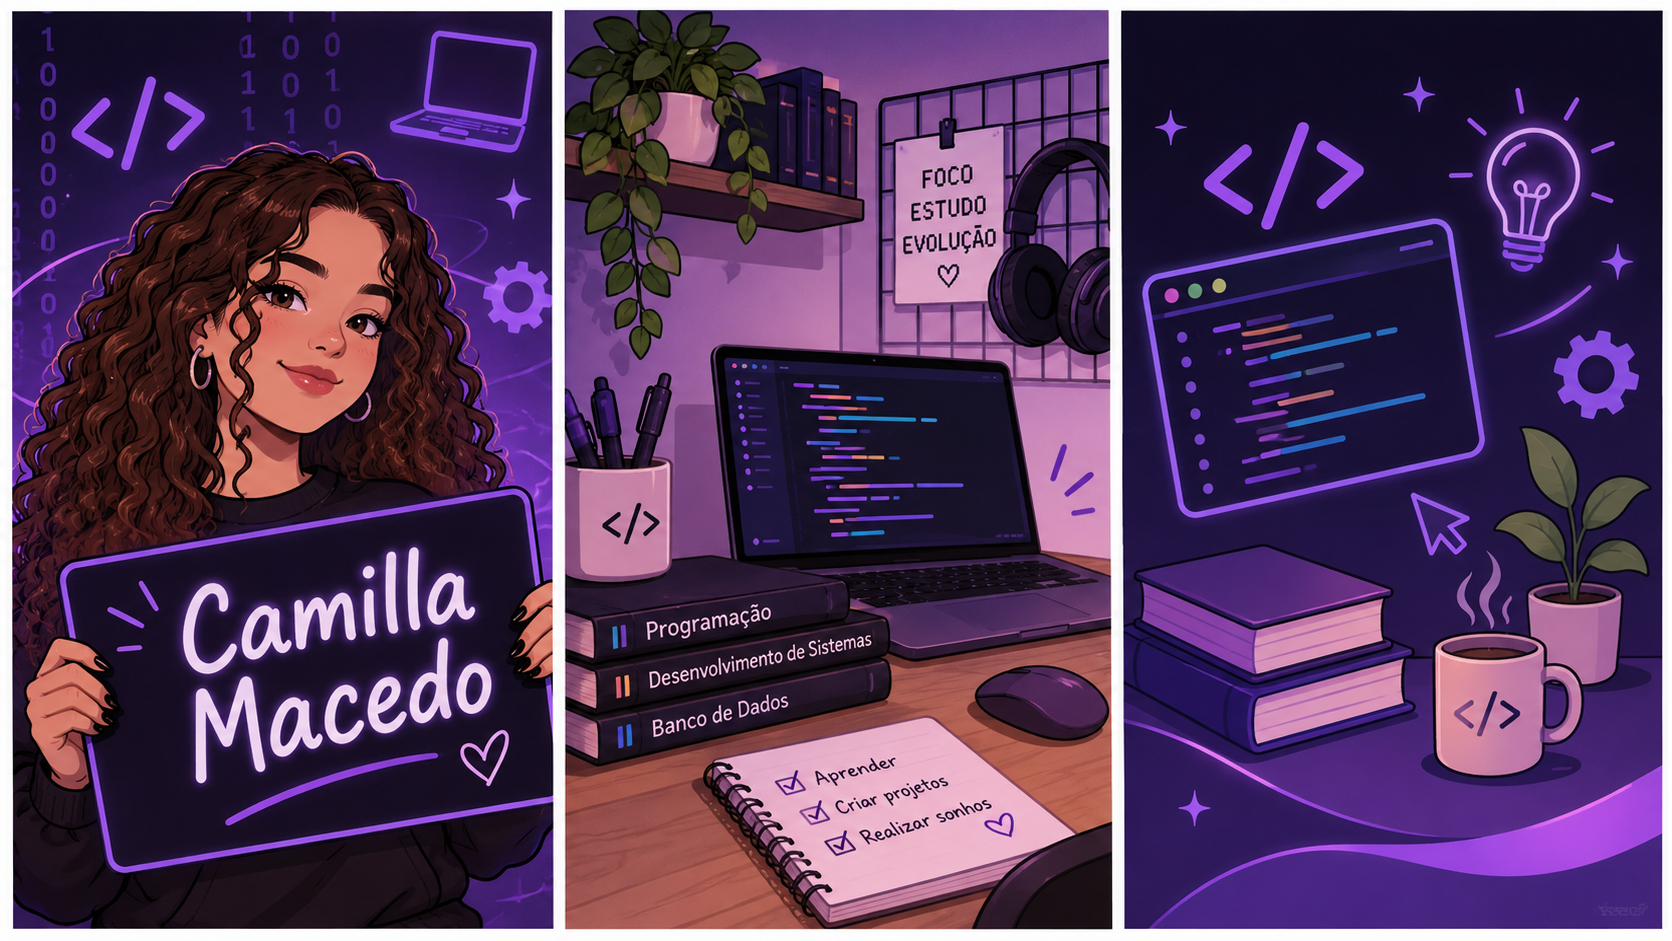 </>
Camilla
Macedo
FOCO
ESTUDO
EVOLUÇÃO
</>
Programação
Desenvolvimento de Sistemas
Banco de Dados
Aprender
Criar projetos
Realizar sonhos
</>
</>